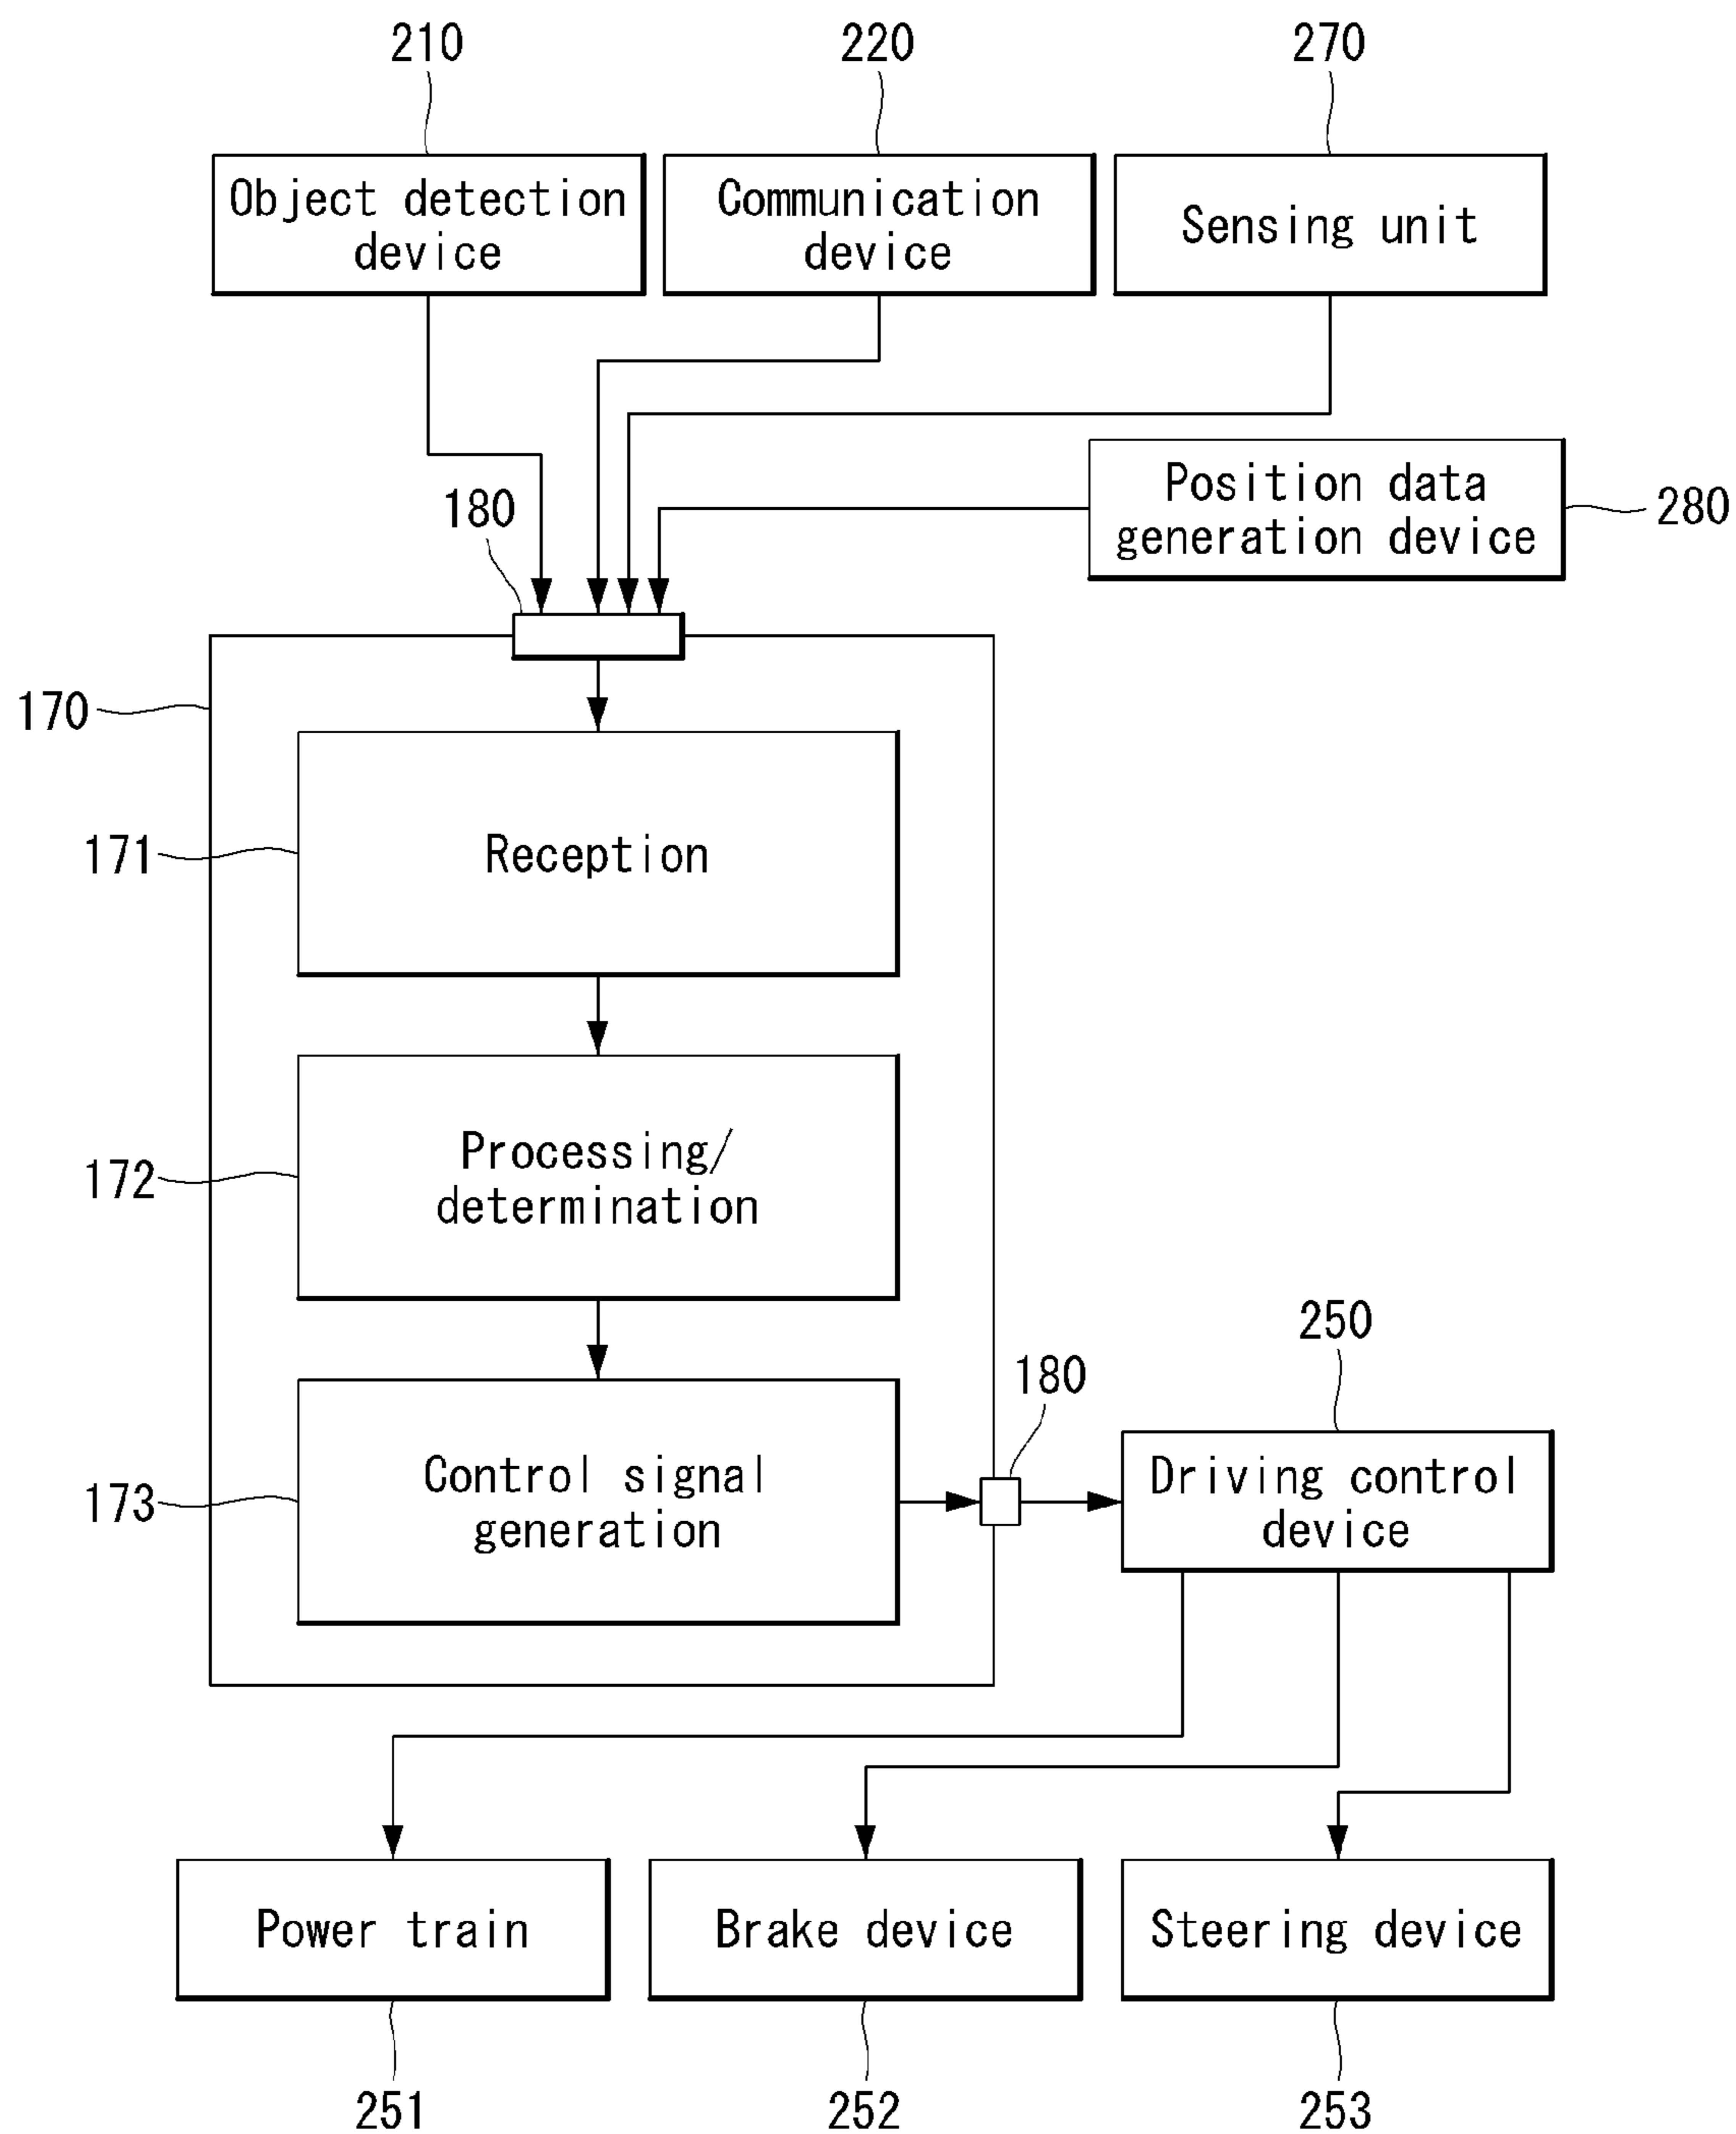 210
220
270
Object detection
device
Communication
device
Sensing unit
Position data
generation device
280
180
170
Reception
171
Processing/
determination
172
250
180
Control signal
generation
173
Driving control
device
Power train
Brake device
Steering device
251
252
253